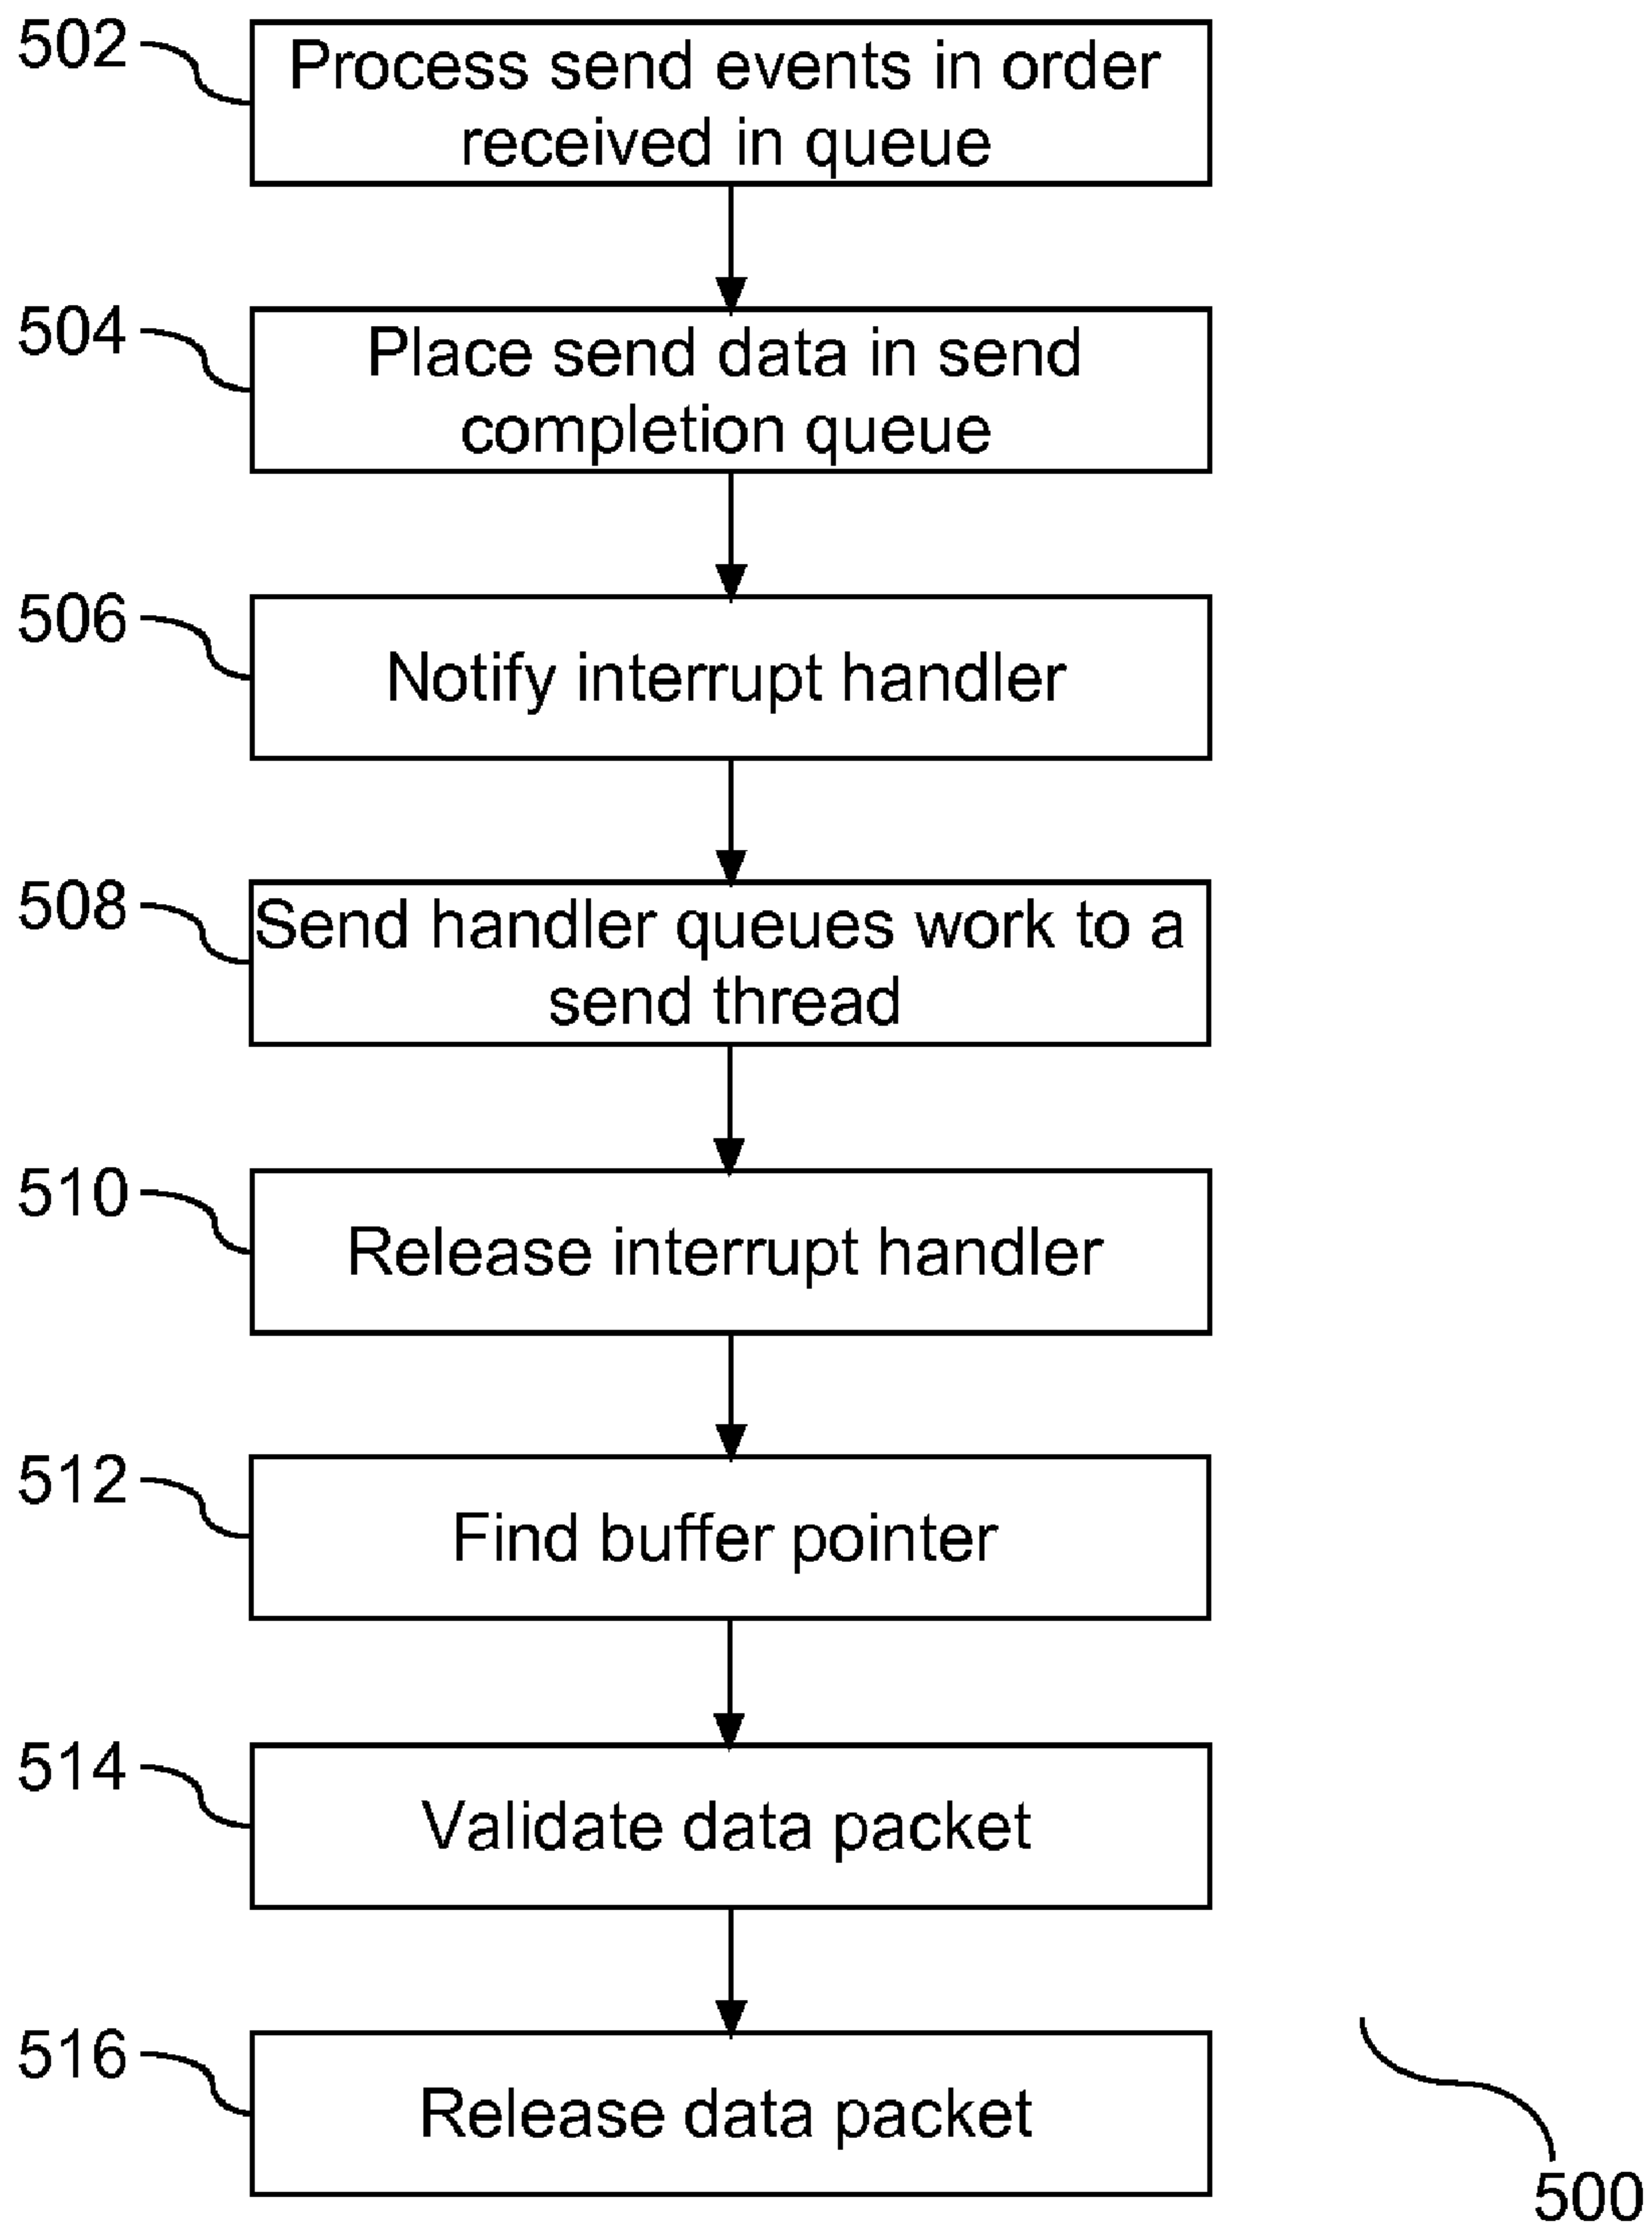 502
Process send events in order
received in queue
504
Place send data in send
completion queue
506
Notify interrupt handler
508
Send handler queues work to a
send thread
510
Release interrupt handler
512
Find buffer pointer
514
Validate data packet
516
Release data packet
500